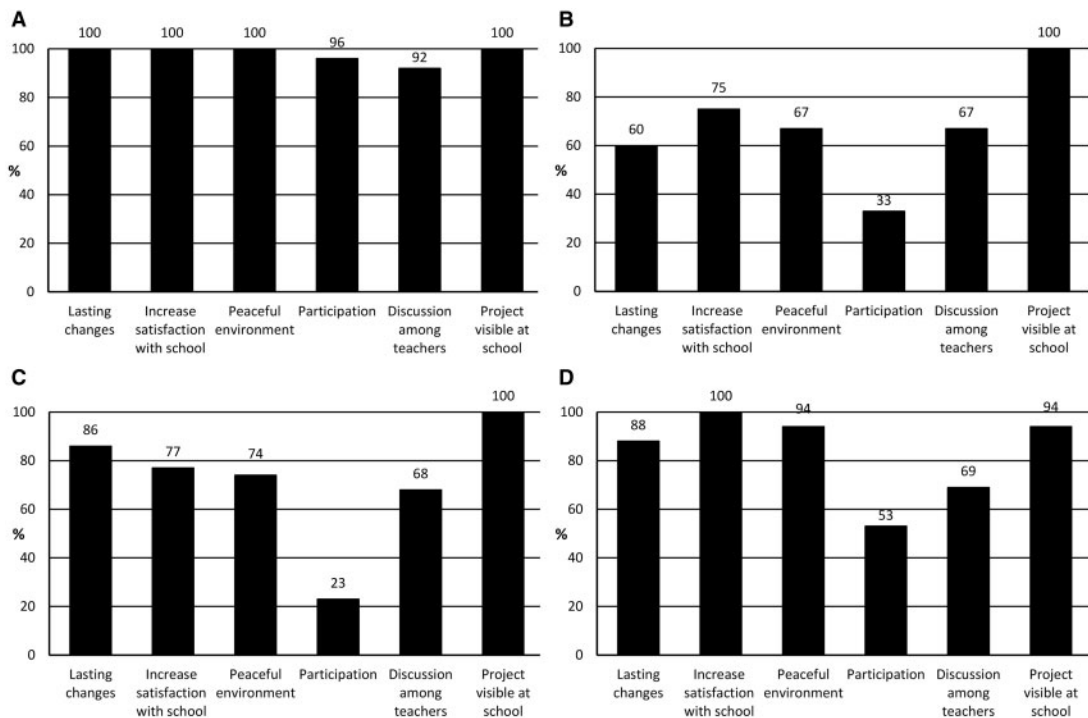 A
100 100 100 96 92 100
100
80
60
%
40
20
0
Lasting changes
Increase satisfaction with school
Peaceful environment
Participation
Discussion among teachers
Project visible at school
B
60 75 67 33 67 100
100
80
60
%
40
20
0
Lasting changes
Increase satisfaction with school
Peaceful environment
Participation
Discussion among teachers
Project visible at school
C
86 77 74 23 68 100
100
80
60
%
40
20
0
Lasting changes
Increase satisfaction with school
Peaceful environment
Participation
Discussion among teachers
Project visible at school
D
88 100 94 53 69 94
100
80
60
%
40
20
0
Lasting changes
Increase satisfaction with school
Peaceful environment
Participation
Discussion among teachers
Project visible at school